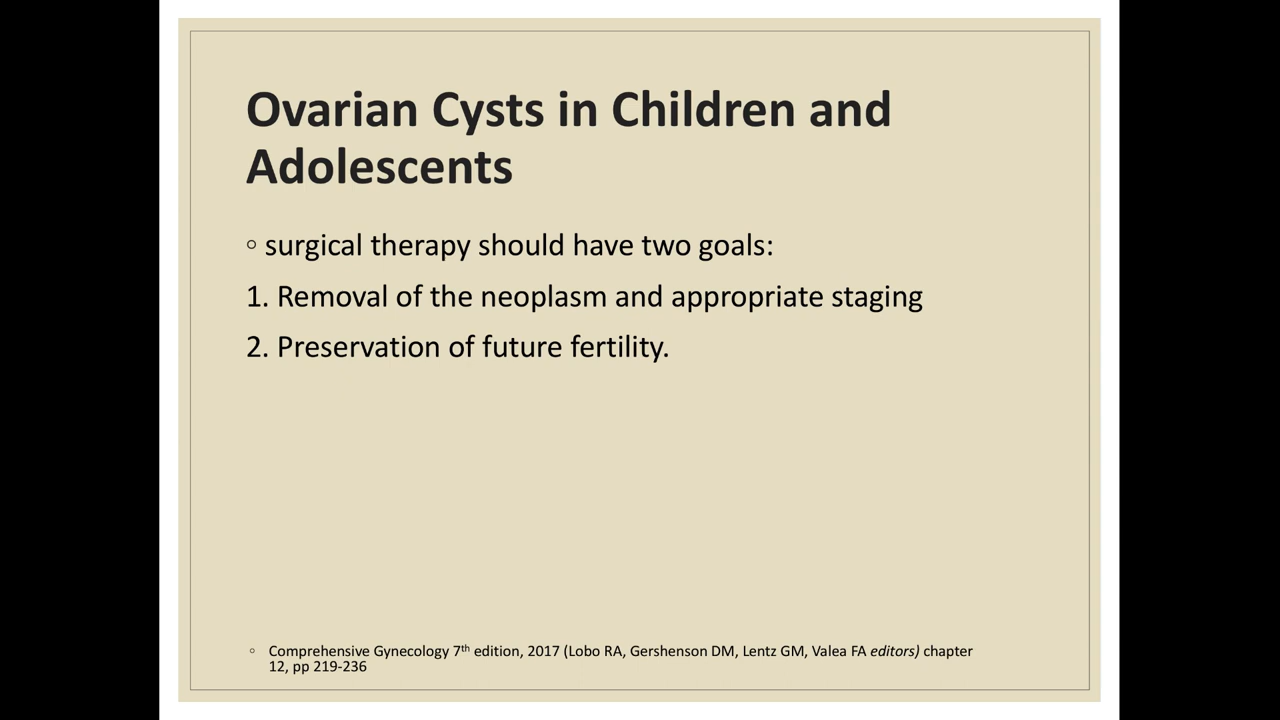 Ovarian Cysts in Children and
Adolescents
◦ surgical therapy should have two goals:
1. Removal of the neoplasm and appropriate staging
2. Preservation of future fertility.
◦ Comprehensive Gynecology 7th edition, 2017 (Lobo RA, Gershenson DM, Lentz GM, Valea FA editors) chapter
12, pp 219-236